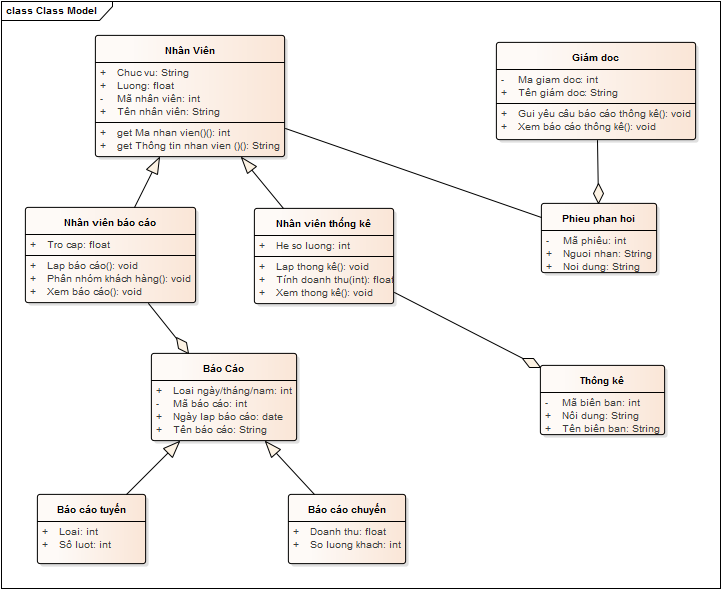 class Class Model
Nhân Viên
+ Chuc vu: String
+ Luong: float
- Mã nhân viên: int
+ Tên nhân viên: String
+ get Ma nhan vien()(): int
+ get Thông tin nhan vien ()(): String
Giám doc
- Ma giam doc: int
+ Tên giám doc: String
+ Gui yêu câu báo cáo thông kê(): void
+ Xem báo cáo thông kê(): void
Nhân viên báo cáo
+ Tro cap: float
+ Lap báo cáo(): void
+ Phân nhóm khách hàng(): void
+ Xem báo cáo(): void
Nhân viên thống kê
+ He so luong: int
+ Lap thong kê(): void
+ Tính doanh thu(int): float
+ Xem thong kê(): void
Phieu phan hoi
- Mã phiêu: int
+ Nguoi nhan: String
+ Noi dung: String
Báo Cáo
+ Loai ngày/tháng/nam: int
- Mã báo cáo: int
+ Ngày lap báo cáo: date
+ Tên báo cáo: String
Thống kê
- Mã biên ban: int
+ Nôi dung: String
+ Tên biên ban: String
Báo cáo tuyến
+ Loai: int
+ Sô luot: int
Báo cáo chuyến
+ Doanh thu: float
+ So luong khach: int